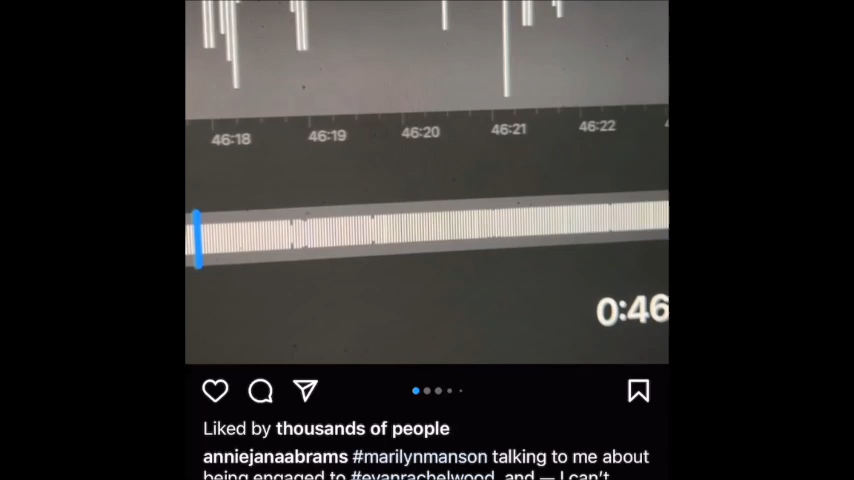 46:18 46:19 46:20 46:21 46:22
0:46
Liked by thousands of people
anniejanaabrams #marilynmanson talking to me about
being engaged to #evanrachelwood, and — I can't